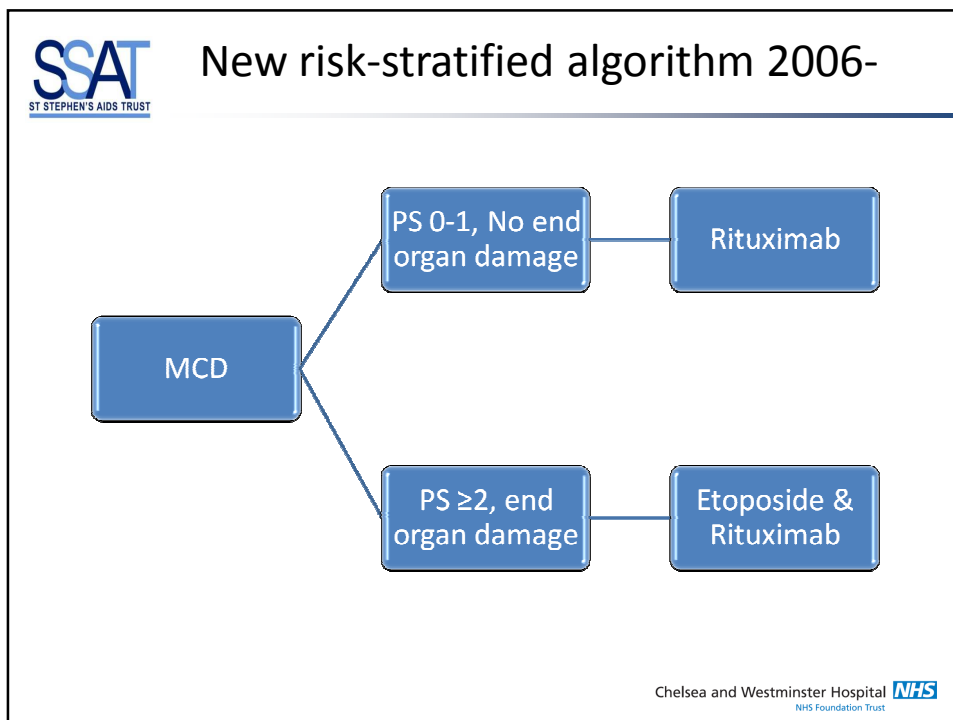 SSAT
ST STEPHEN'S AIDS TRUST
New risk-stratified algorithm 2006-
MCD
PS 0-1, No end
organ damage
Rituximab
PS ≥2, end
organ damage
Etoposide &
Rituximab
Chelsea and Westminster Hospital NHS
NHS Foundation Trust